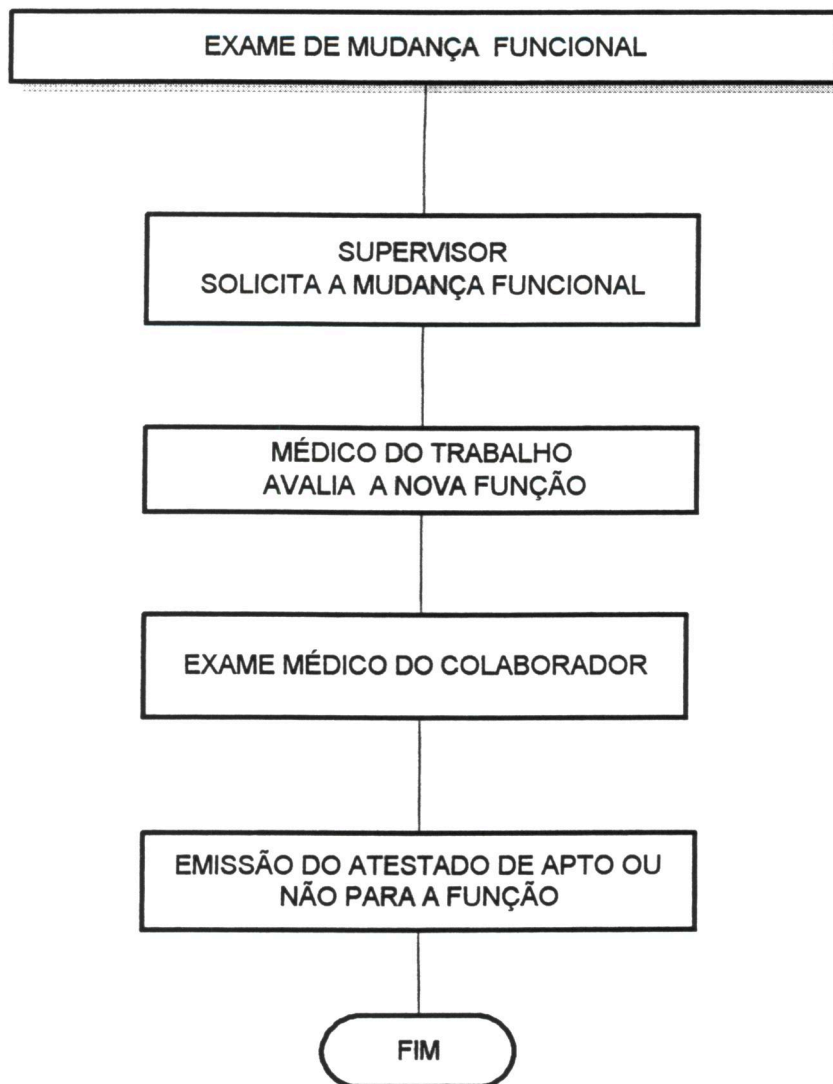 EXAME DE MUDANÇA FUNCIONAL
SUPERVISOR
SOLICITA A MUDANÇA FUNCIONAL
MÉDICO DO TRABALHO
AVALIA A NOVA FUNÇÃO
EXAME MÉDICO DO COLABORADOR
EMISSÃO DO ATESTADO DE APTO OU
NÃO PARA A FUNÇÃO
FIM